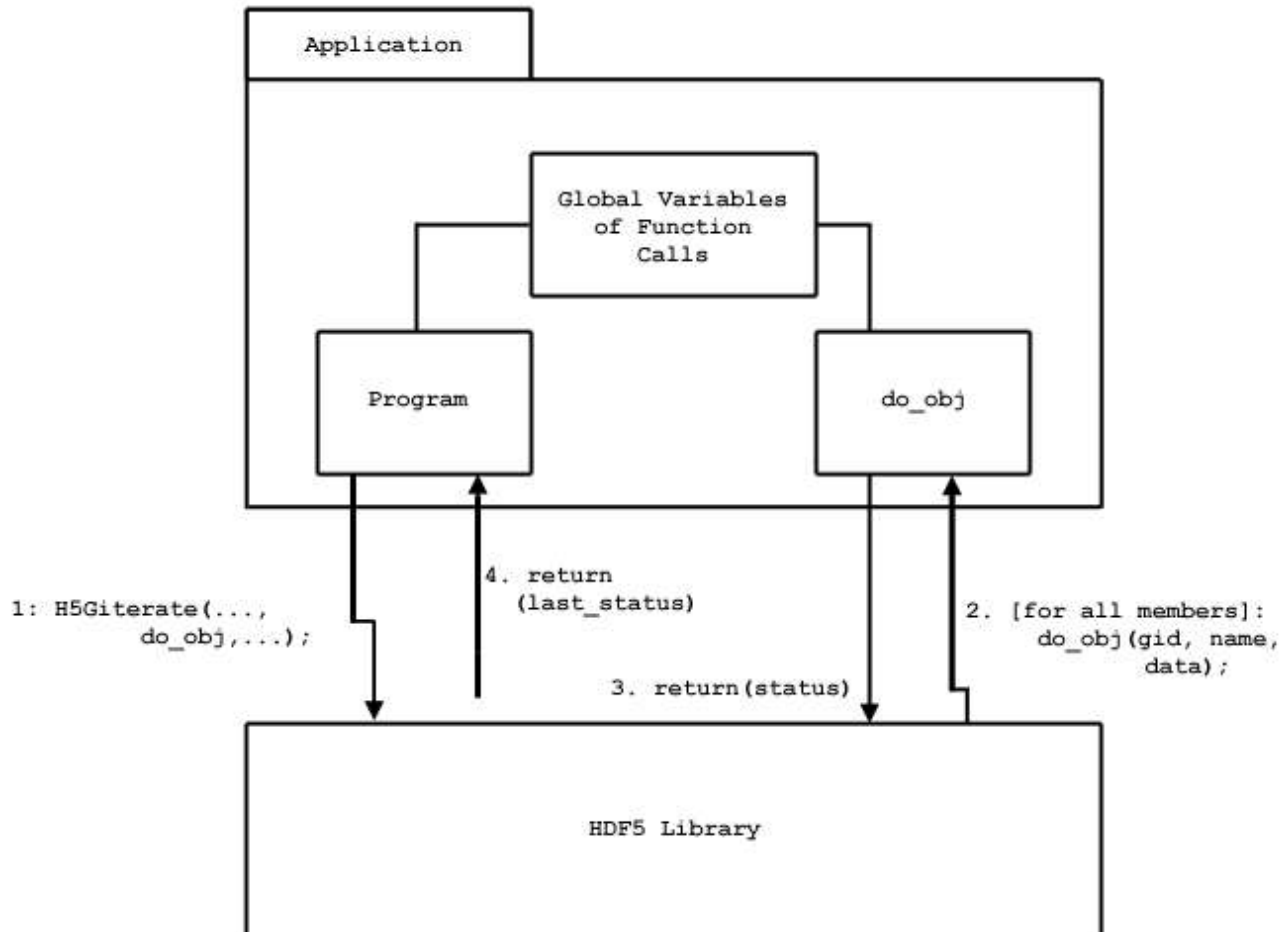 Application
Global Variables
of Function
Calls
Program
do_obj
1: H5Giterate(...,
do_obj,...);
4. return
(last_status)
3. return(status)
2. [for all members]:
do_obj(gid, name,
data);
HDF5 Library